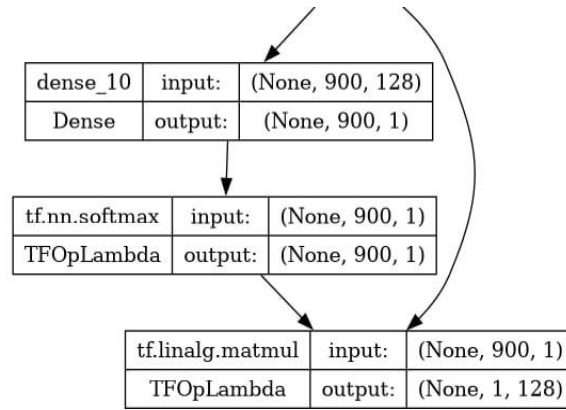 dense_10 input: (None, 900, 128)
Dense output: (None, 900, 1)
tf.nn.softmax input: (None, 900, 1)
TFOpLambda output: (None, 900, 1)
tf.linalg.matmul input: (None, 900, 1)
TFOpLambda output: (None, 1, 128)